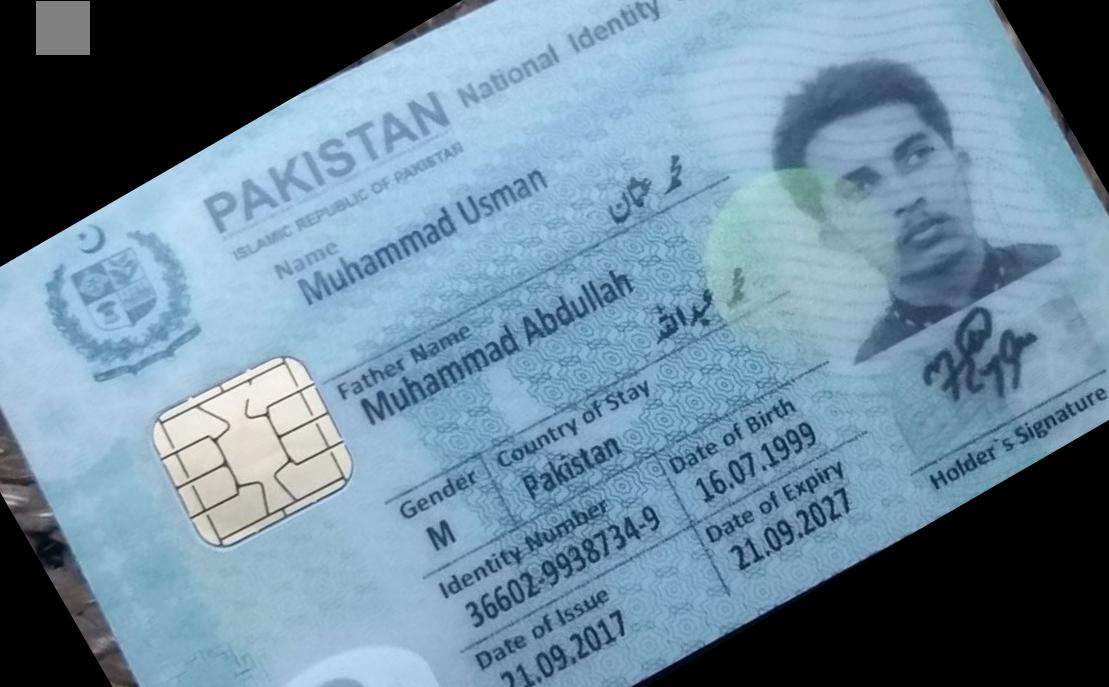 PAKISTAN National Identity
ISLAMIC REPUBLIC OF PAKISTAN
Name
Muhammad Usman
محمد عثمان
Father Name
Muhammad Abdullah
محمد عبداللہ
Gender Country of Stay
M Pakistan
Identity Number Date of Birth
36602-9938734-9 16.07.1999
Date of Issue Date of Expiry
21.09.2017 21.09.2027
Holder's Signature